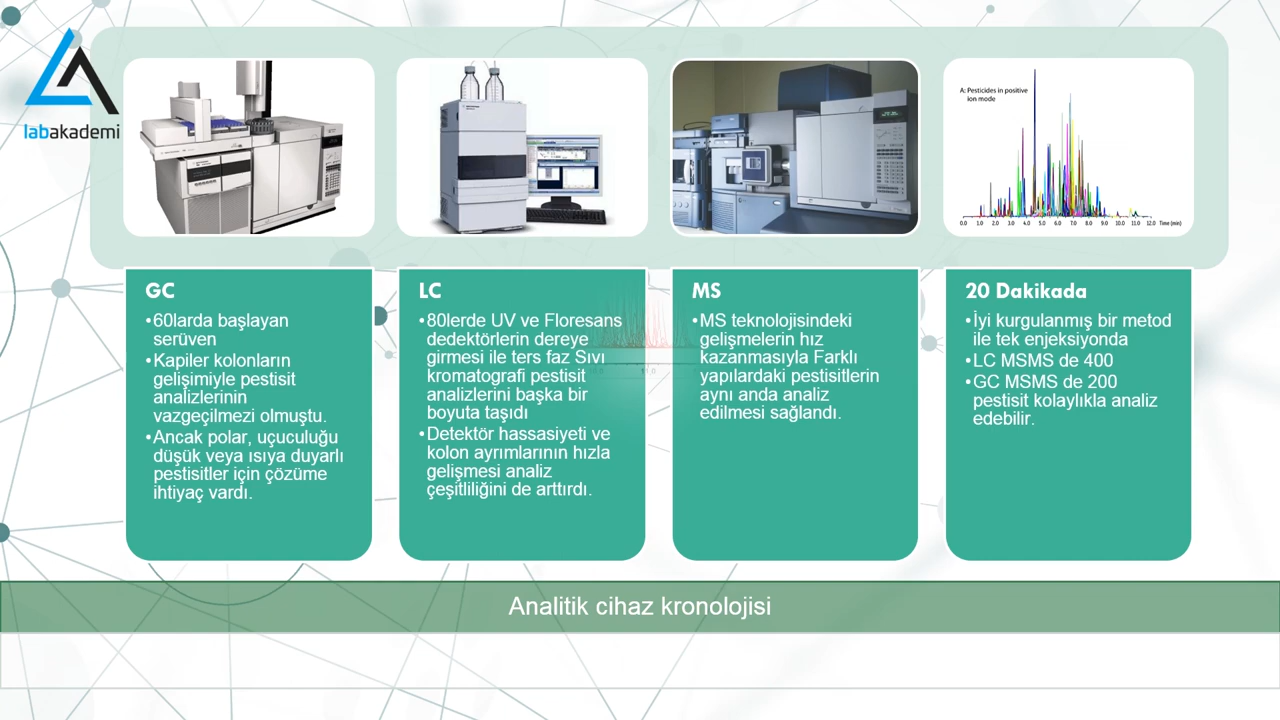 labakademi
A: Pesticides in positive
ion mode
0.0 1.0 2.0 3.0 4.0 5.0 6.0 7.0 8.0 9.0 10.0 11.0 12.0 Time (min)
GC
•60larda başlayan
serüven
•Kapiler kolonların
gelişimiyle pestisit
analizlerinin
vazgeçilmezi olmuştu.
•Ancak polar, uçuculuğu
düşük veya ısıya duyarlı
pestisitler için çözüme
ihtiyaç vardı.
LC
•80lerde UV ve Floresans
dedektörlerin dereye
girmesi ile ters faz Sıvı
kromatografi pestisit
analizlerini başka bir
boyuta taşıdı
•Detektör hassasiyeti ve
kolon ayrımlarının hızla
gelişmesi analiz
çeşitliliğini de arttırdı.
MS
•MS teknolojisindeki
gelişmelerin hız
kazanmasıyla Farklı
yapılardaki pestisitlerin
aynı anda analiz
edilmesi sağlandı.
20 Dakikada
•İyi kurgulanmış bir metod
ile tek enjeksiyonda
•LC MSMS de 400
•GC MSMS de 200
pestisit kolaylıkla analiz
edebilir.
Analitik cihaz kronolojisi